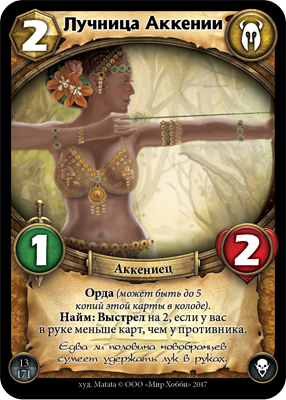 2 Лучница Аккении
1 2
Аккениец
Орда (может быть до 5
копий этой карты в колоде).
Найм: Выстрел на 2, если у вас
в руке меньше карт, чем у противника.
Едва ли половина новобранцев
сумеет удержать лук в руках.
13
171
худ. Matata © ООО «Мир Хобби» 2017